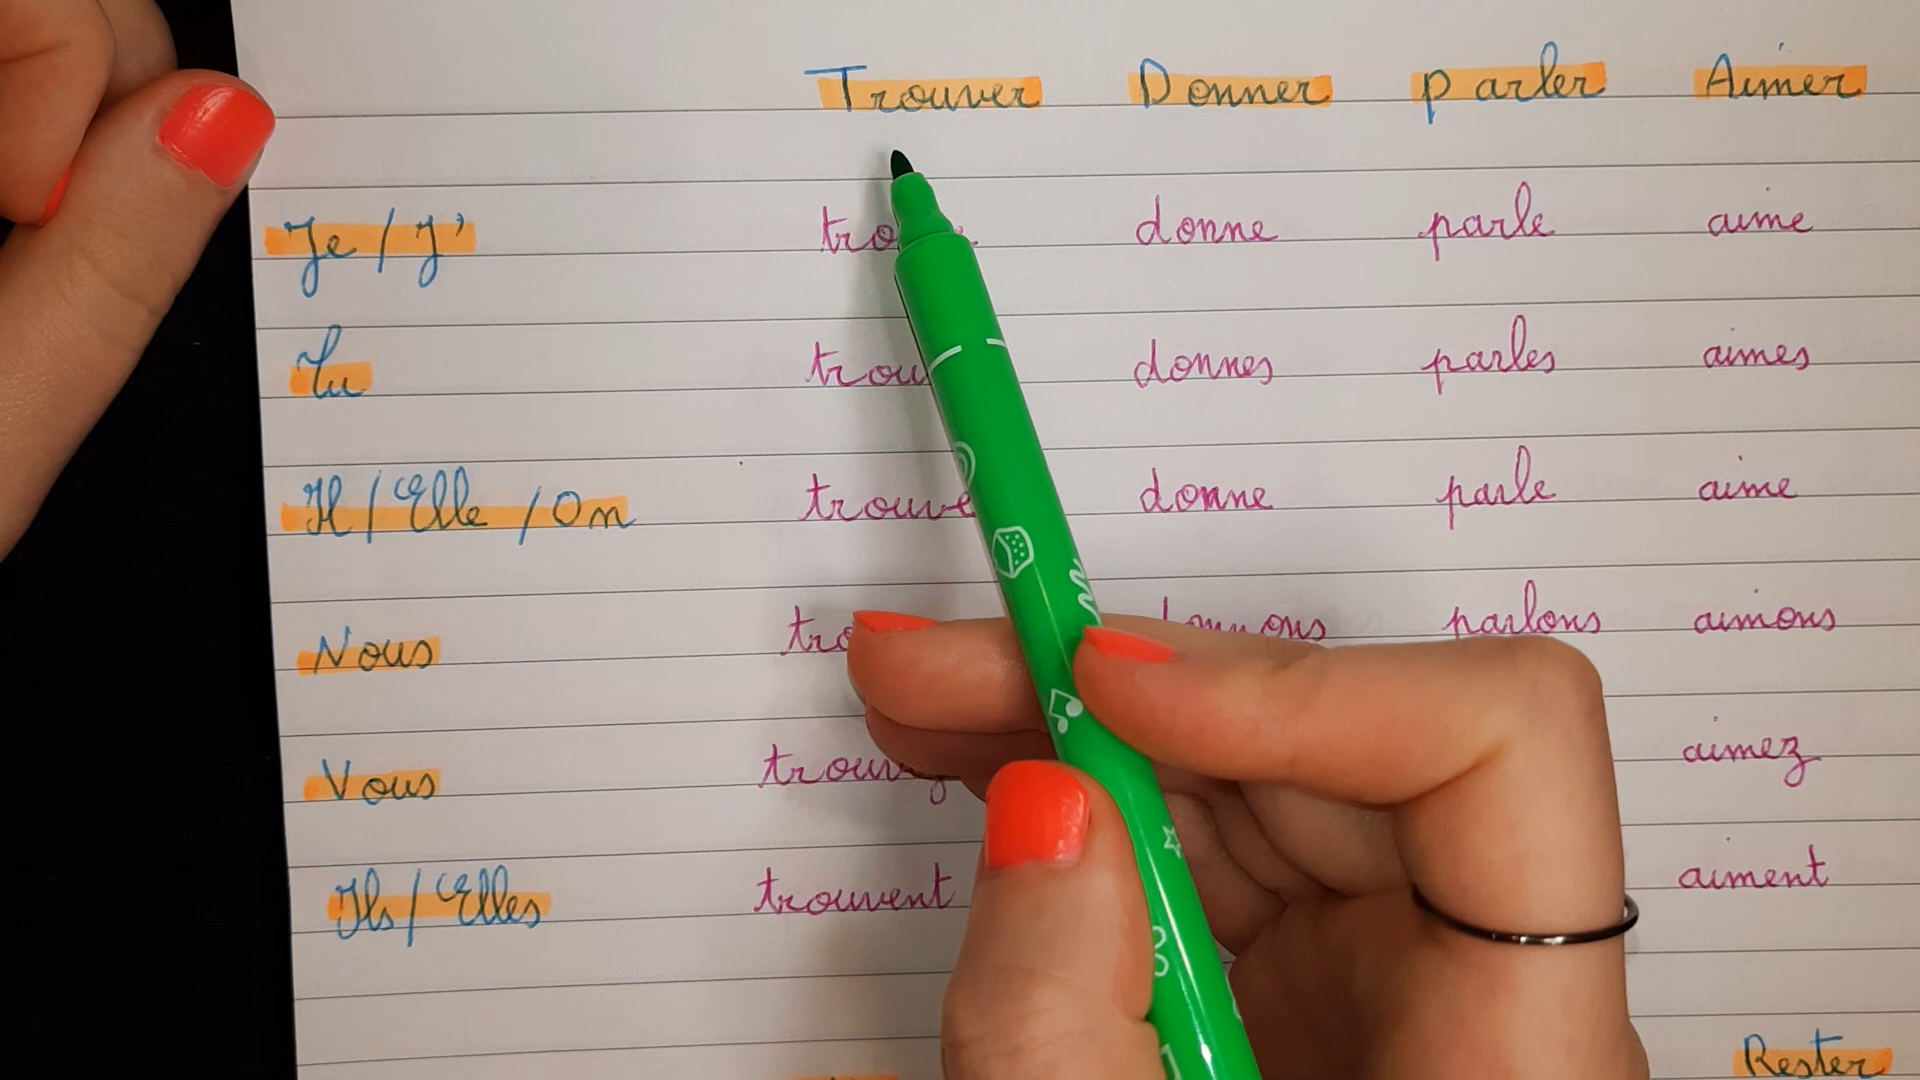 Trouver Donner parler Aimer
Je / J' donne parle aime
Tu donnes parles aimes
Il / Elle / On trouve donne parle aime
Nous parlons aimons
Vous aimez
Ils / Elles trouvent aiment
Rester